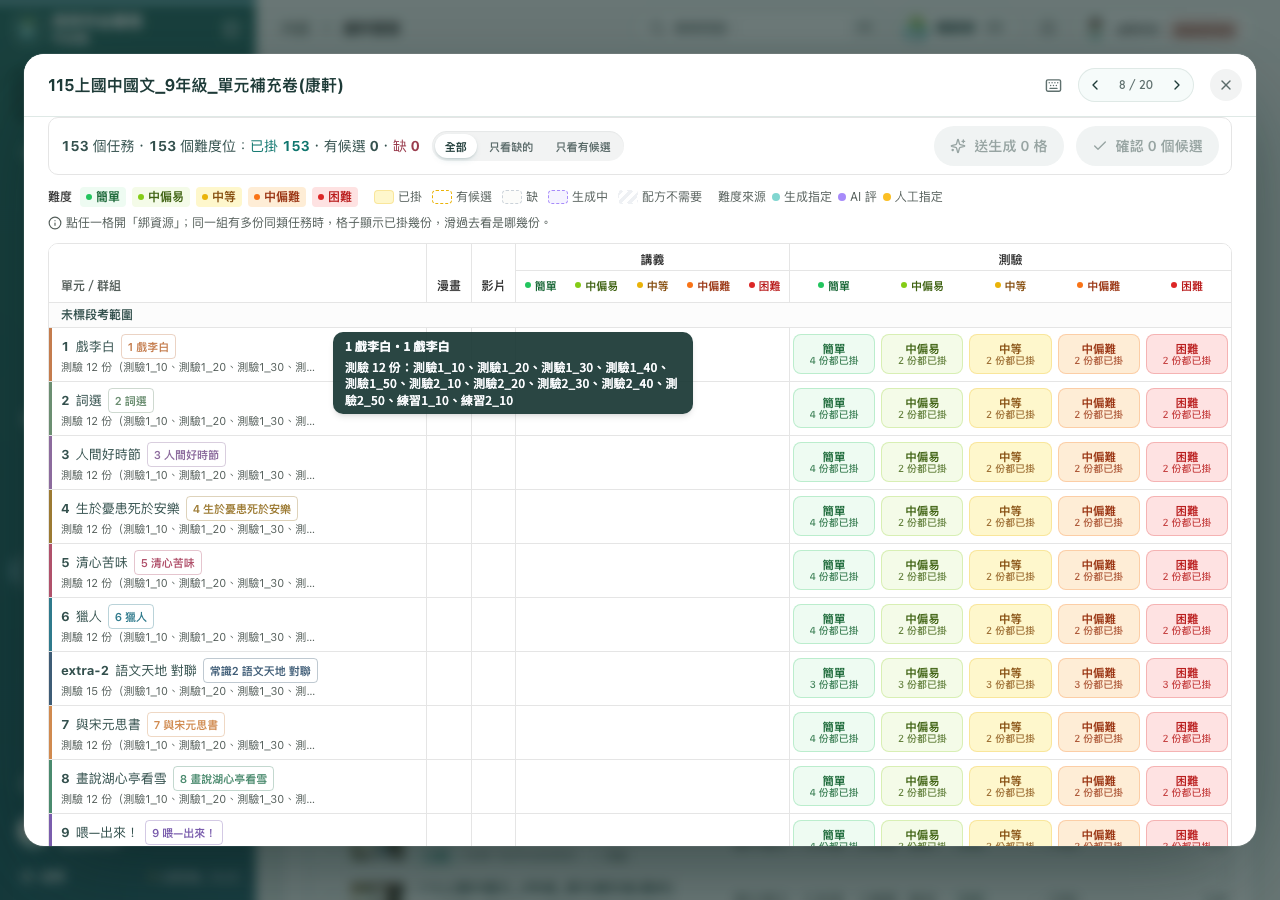 115上國中國文_9年級_單元補充卷(康軒)
8 / 20
153 個任務 · 153 個難度位：已掛 153 · 有候選 0 · 缺 0
全部 只看缺的 只看有候選
送生成 0 格
確認 0 個候選
難度 簡單 中偏易 中等 中偏難 困難 已掛 有候選 缺 生成中 配方不需要 難度來源 生成指定 AI 評 人工指定
點任一格開「綁資源」；同一組有多份同類任務時，格子顯示已掛幾份，滑過去看是哪幾份。
單元 / 群組 漫畫 影片 講義 測驗
簡單 中偏易 中等 中偏難 困難 簡單 中偏易 中等 中偏難 困難
未標段考範圍
1 戲李白 1 戲李白
測驗 12 份（測驗1_10、測驗1_20、測驗1_30、測...
1 戲李白・1 戲李白
測驗 12 份：測驗1_10、測驗1_20、測驗1_30、測驗1_40、
測驗1_50、測驗2_10、測驗2_20、測驗2_30、測驗2_40、測
驗2_50、練習1_10、練習2_10
簡單 中偏易 中等 中偏難 困難
4 份都已掛 2 份都已掛 2 份都已掛 2 份都已掛 2 份都已掛
2 詞選 2 詞選
測驗 12 份（測驗1_10、測驗1_20、測驗1_30、測...
簡單 中偏易 中等 中偏難 困難
4 份都已掛 2 份都已掛 2 份都已掛 2 份都已掛 2 份都已掛
3 人間好時節 3 人間好時節
測驗 12 份（測驗1_10、測驗1_20、測驗1_30、測...
簡單 中偏易 中等 中偏難 困難
4 份都已掛 2 份都已掛 2 份都已掛 2 份都已掛 2 份都已掛
4 生於憂患死於安樂 4 生於憂患死於安樂
測驗 12 份（測驗1_10、測驗1_20、測驗1_30、測...
簡單 中偏易 中等 中偏難 困難
4 份都已掛 2 份都已掛 2 份都已掛 2 份都已掛 2 份都已掛
5 清心苦味 5 清心苦味
測驗 12 份（測驗1_10、測驗1_20、測驗1_30、測...
簡單 中偏易 中等 中偏難 困難
4 份都已掛 2 份都已掛 2 份都已掛 2 份都已掛 2 份都已掛
6 獵人 6 獵人
測驗 12 份（測驗1_10、測驗1_20、測驗1_30、測...
簡單 中偏易 中等 中偏難 困難
4 份都已掛 2 份都已掛 2 份都已掛 2 份都已掛 2 份都已掛
extra-2 語文天地 對聯 常識2 語文天地 對聯
測驗 15 份（測驗1_10、測驗1_20、測驗1_30、測...
簡單 中偏易 中等 中偏難 困難
3 份都已掛 3 份都已掛 3 份都已掛 3 份都已掛 3 份都已掛
7 與宋元思書 7 與宋元思書
測驗 12 份（測驗1_10、測驗1_20、測驗1_30、測...
簡單 中偏易 中等 中偏難 困難
4 份都已掛 2 份都已掛 2 份都已掛 2 份都已掛 2 份都已掛
8 畫說湖心亭看雪 8 畫說湖心亭看雪
測驗 12 份（測驗1_10、測驗1_20、測驗1_30、測...
簡單 中偏易 中等 中偏難 困難
4 份都已掛 2 份都已掛 2 份都已掛 2 份都已掛 2 份都已掛
9 喂—出來！ 9 喂—出來！
簡單 中偏易 中等 中偏難 困難
4 份都已掛 2 份都已掛 2 份都已掛 2 份都已掛 2 份都已掛